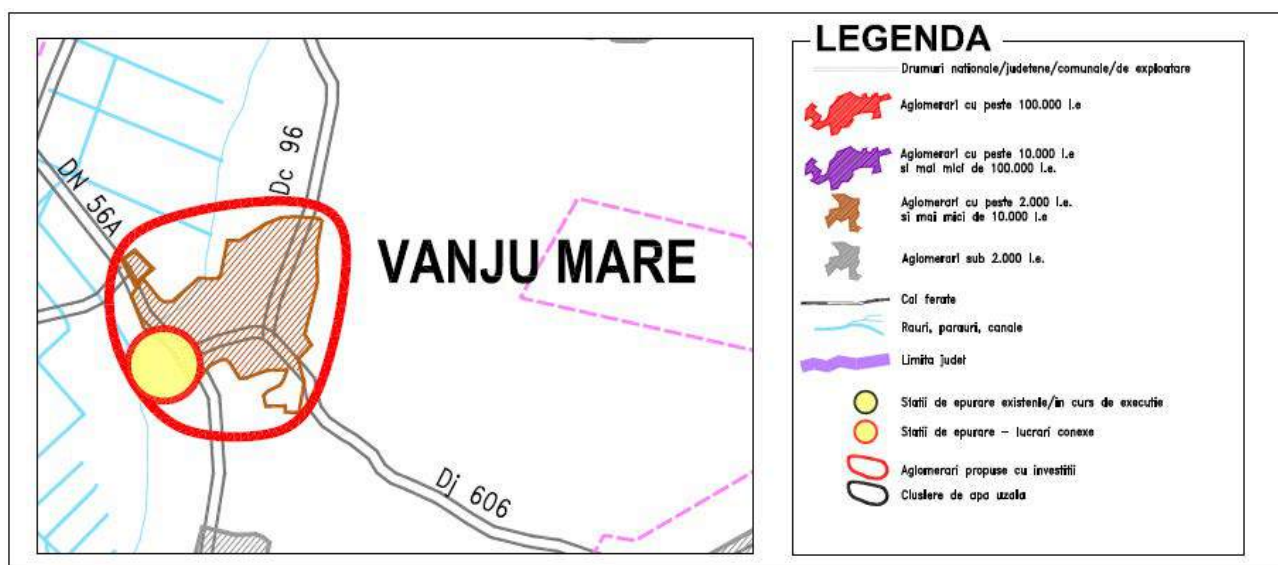 DN 56A
Dc 96
VANJU MARE
Dj 606
LEGENDA
Drumuri nationale/judetene/comunale/de exploatare
Aglomerari cu peste 100.000 l.e
Aglomerari cu peste 10.000 l.e
si mai mici de 100.000 l.e.
Aglomerari cu peste 2.000 l.e.
si mai mici de 10.000 l.e
Aglomerari sub 2.000 l.e.
Cai ferate
Rauri, parauri, canale
Limita judet
Statii de epurare existente/in curs de executie
Statii de epurare – lucrari conexe
Aglomerari propuse cu investitii
Clustere de apa uzata